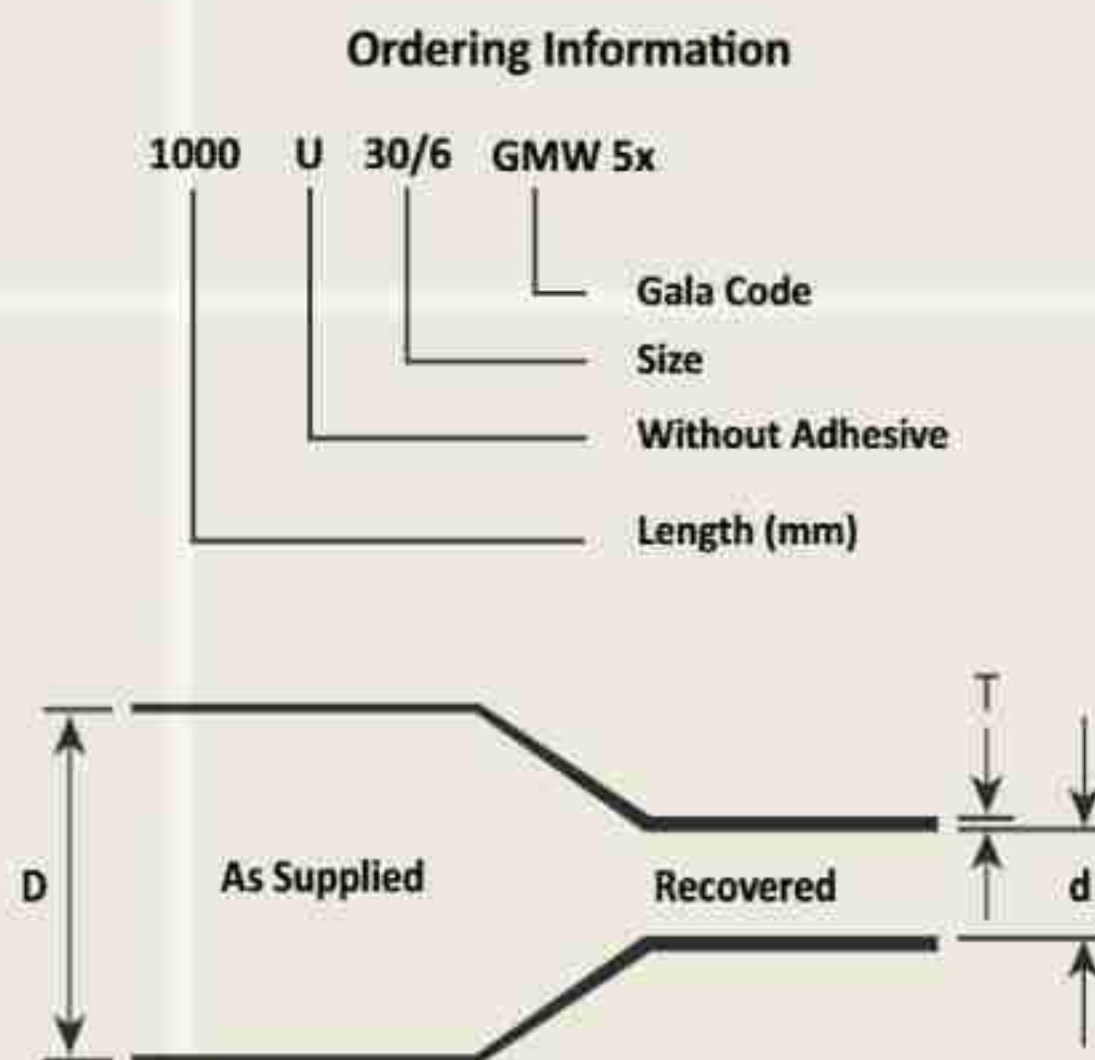 Ordering Information
1000 U 30/6 GMW 5x
Gala Code
Size
Without Adhesive
Length (mm)
T
D
As Supplied
Recovered
d